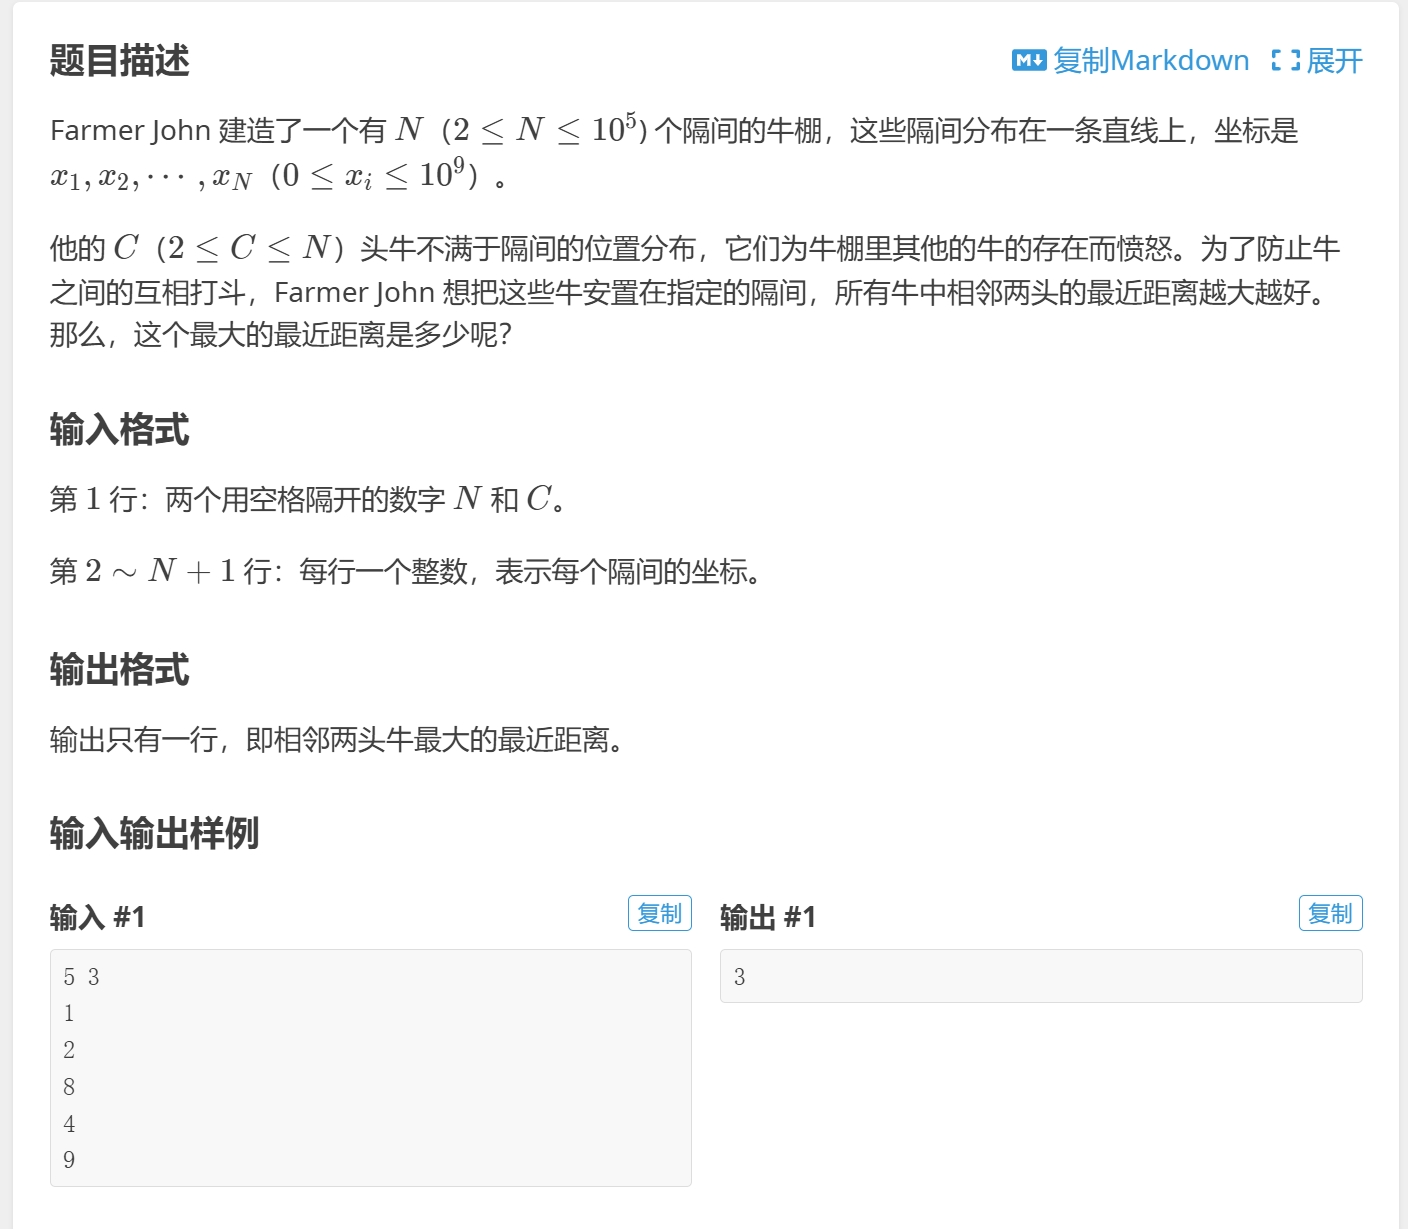 题目描述
复制Markdown 展开
Farmer John 建造了一个有 N（2 ≤ N ≤ 10^5) 个隔间的牛棚，这些隔间分布在一条直线上，坐标是
x_1, x_2, ⋯ , x_N（0 ≤ x_i ≤ 10^9）。
他的 C（2 ≤ C ≤ N）头牛不满于隔间的位置分布，它们为牛棚里其他的牛的存在而愤怒。为了防止牛
之间的互相打斗，Farmer John 想把这些牛安置在指定的隔间，所有牛中相邻两头的最近距离越大越好。
那么，这个最大的最近距离是多少呢？
输入格式
第 1 行：两个用空格隔开的数字 N 和 C。
第 2 ∼ N + 1 行：每行一个整数，表示每个隔间的坐标。
输出格式
输出只有一行，即相邻两头牛最大的最近距离。
输入输出样例
输入 #1 复制
5 3
1
2
8
4
9
输出 #1 复制
3